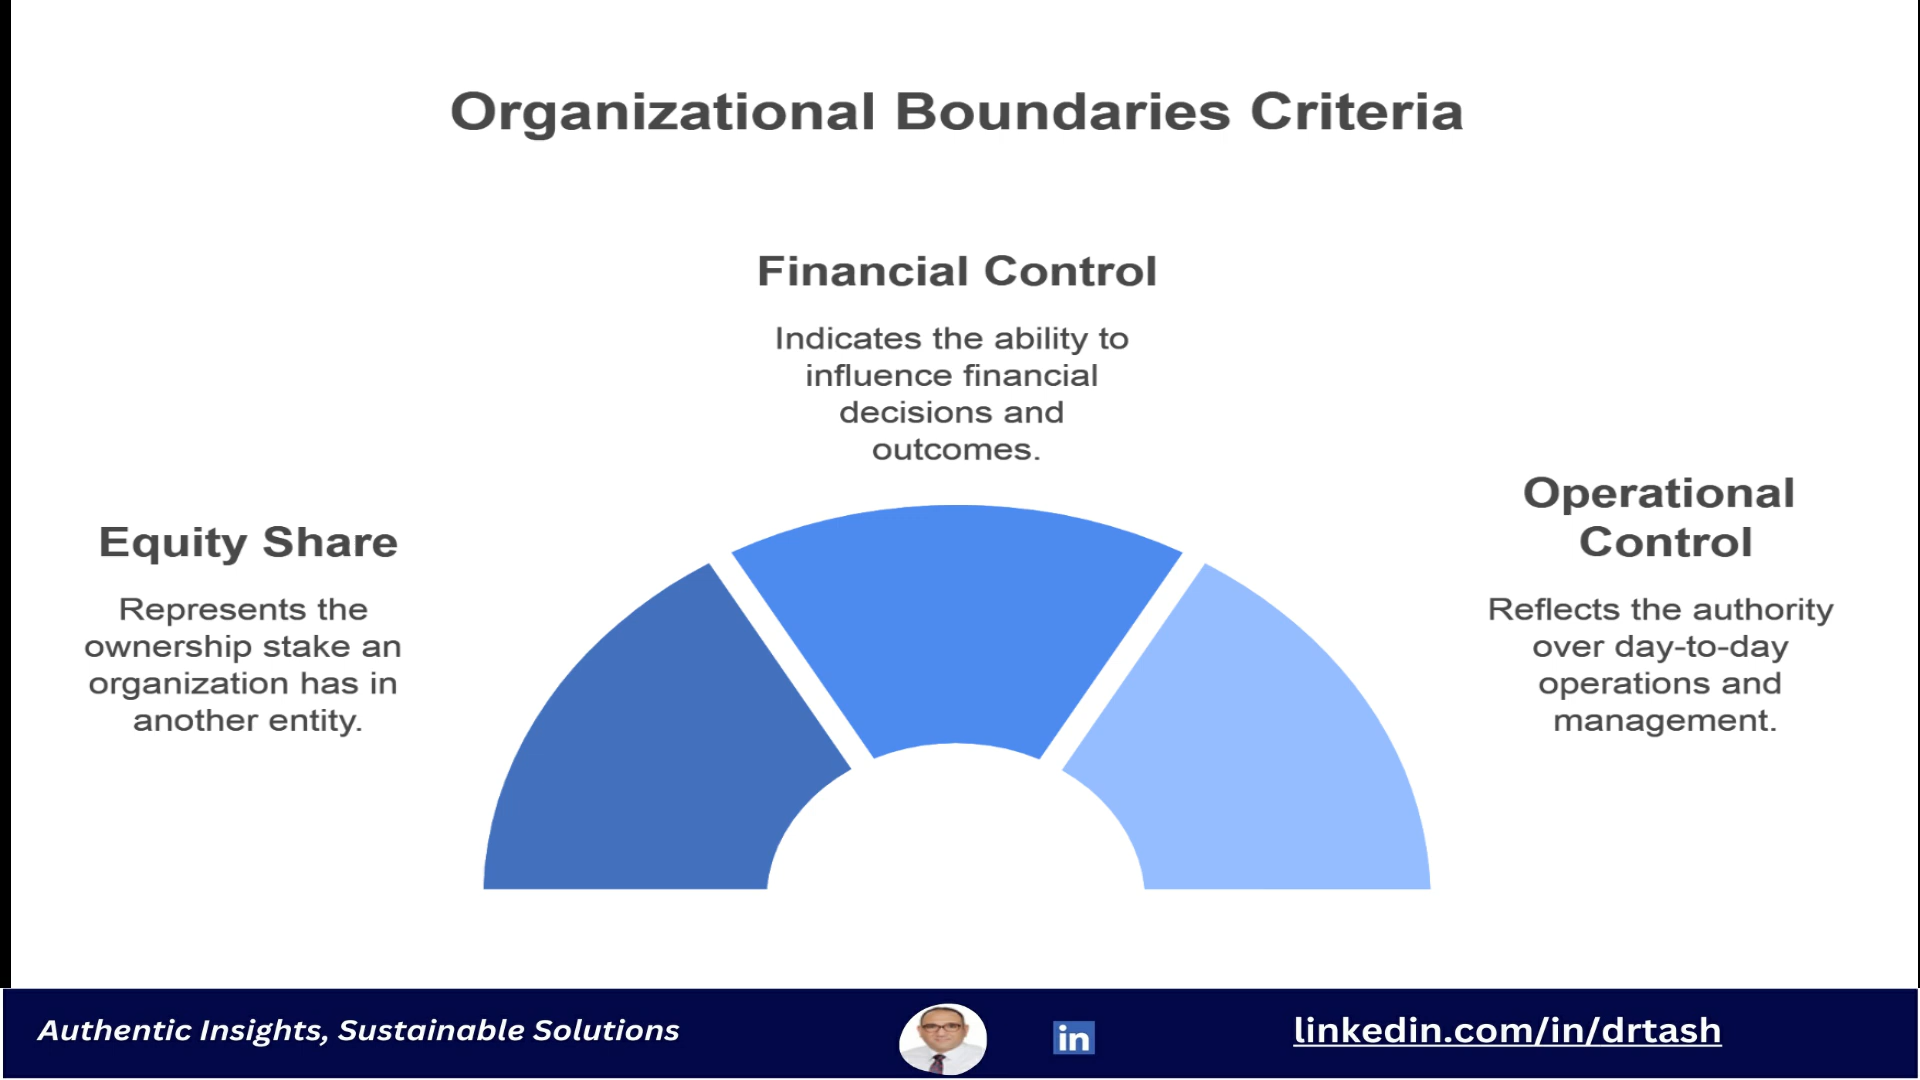 Organizational Boundaries Criteria
Financial Control
Indicates the ability to
influence financial
decisions and
outcomes.
Equity Share
Represents the
ownership stake an
organization has in
another entity.
Operational
Control
Reflects the authority
over day-to-day
operations and
management.
Authentic Insights, Sustainable Solutions
in
linkedin.com/in/drtash